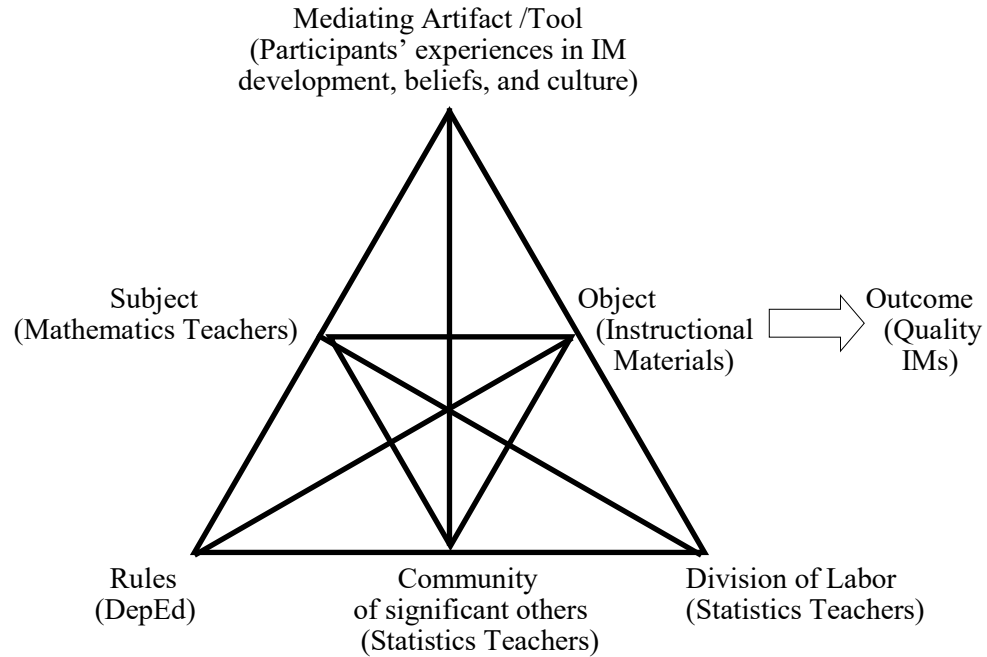 Mediating Artifact /Tool
(Participants’ experiences in IM
development, beliefs, and culture)
Subject
(Mathematics Teachers)
Object
(Instructional
Materials)
Outcome
(Quality
IMs)
Rules
(DepEd)
Community
of significant others
(Statistics Teachers)
Division of Labor
(Statistics Teachers)